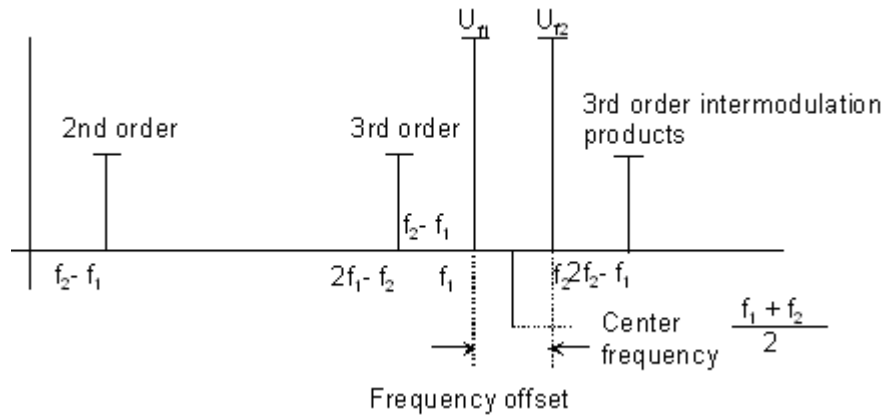 U_f1 U_f2
2nd order
3rd order
3rd order intermodulation
products
f₂- f₁
f₂- f₁
2f₁- f₂
f₁
f₂
2f₂- f₁
Center
frequency
f₁ + f₂
2
Frequency offset